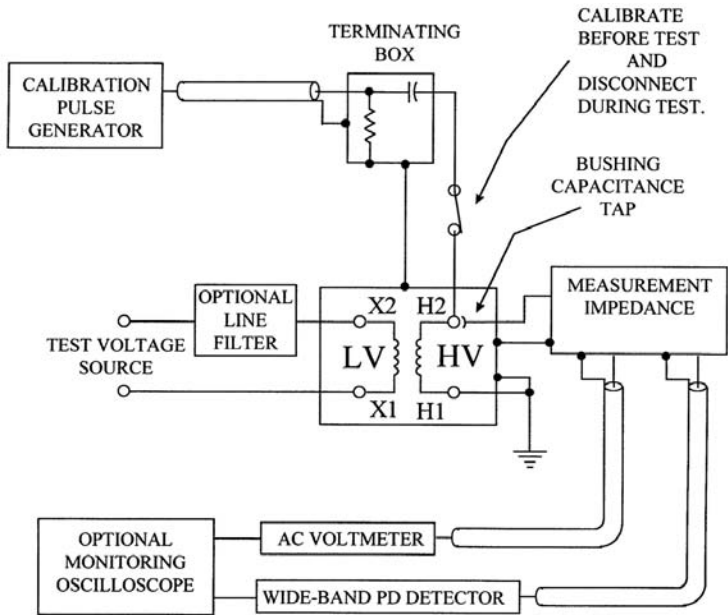 CALIBRATE
BEFORE TEST
AND
DISCONNECT
DURING TEST.
TERMINATING
BOX
CALIBRATION
PULSE
GENERATOR
BUSHING
CAPACITANCE
TAP
MEASUREMENT
IMPEDANCE
OPTIONAL
LINE
FILTER
X2 H2
TEST VOLTAGE
SOURCE
LV HV
X1 H1
OPTIONAL
MONITORING
OSCILLOSCOPE
AC VOLTMETER
WIDE-BAND PD DETECTOR